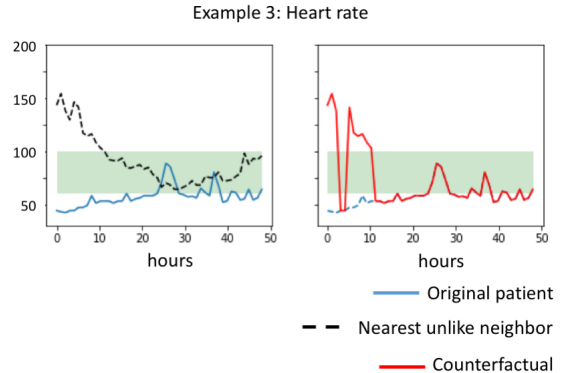 Example 3: Heart rate
200
150
100
50
0 10 20 30 40 50
0 10 20 30 40 50
hours
hours
Original patient
Nearest unlike neighbor
Counterfactual